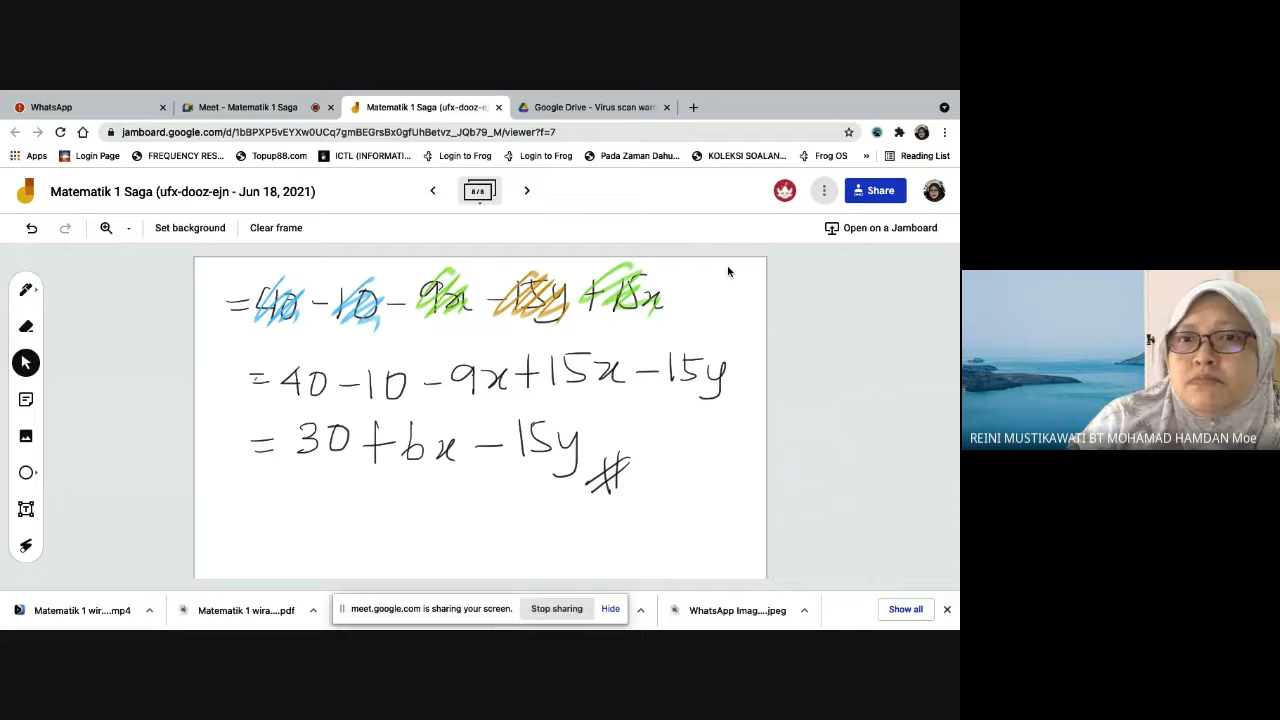 WhatsApp
Meet - Matematik 1 Saga
Matematik 1 Saga (ufx-dooz-ej
Google Drive - Virus scan warn
jamboard.google.com/d/1bBPXP5vEYXw0UCq7gmBEGrsBx0gfUhBetvz_JQb79_M/viewer?f=7
Apps Login Page FREQUENCY RES... Topup88.com ICTL (INFORMATI... Login to Frog Login to Frog Pada Zaman Dahu... KOLEKSI SOALAN... Frog OS » Reading List
Matematik 1 Saga (ufx-dooz-ejn - Jun 18, 2021)
8/8
Share
Set background Clear frame
Open on a Jamboard
= 40 - 10 - 9x - 15y + 15x
= 40 - 10 - 9x + 15x - 15y
= 30 + 6x - 15y #
REINI MUSTIKAWATI BT MOHAMAD HAMDAN Moe
Matematik 1 wira....mp4
Matematik 1 wira....pdf
meet.google.com is sharing your screen. Stop sharing Hide
WhatsApp Imag....jpeg
Show all